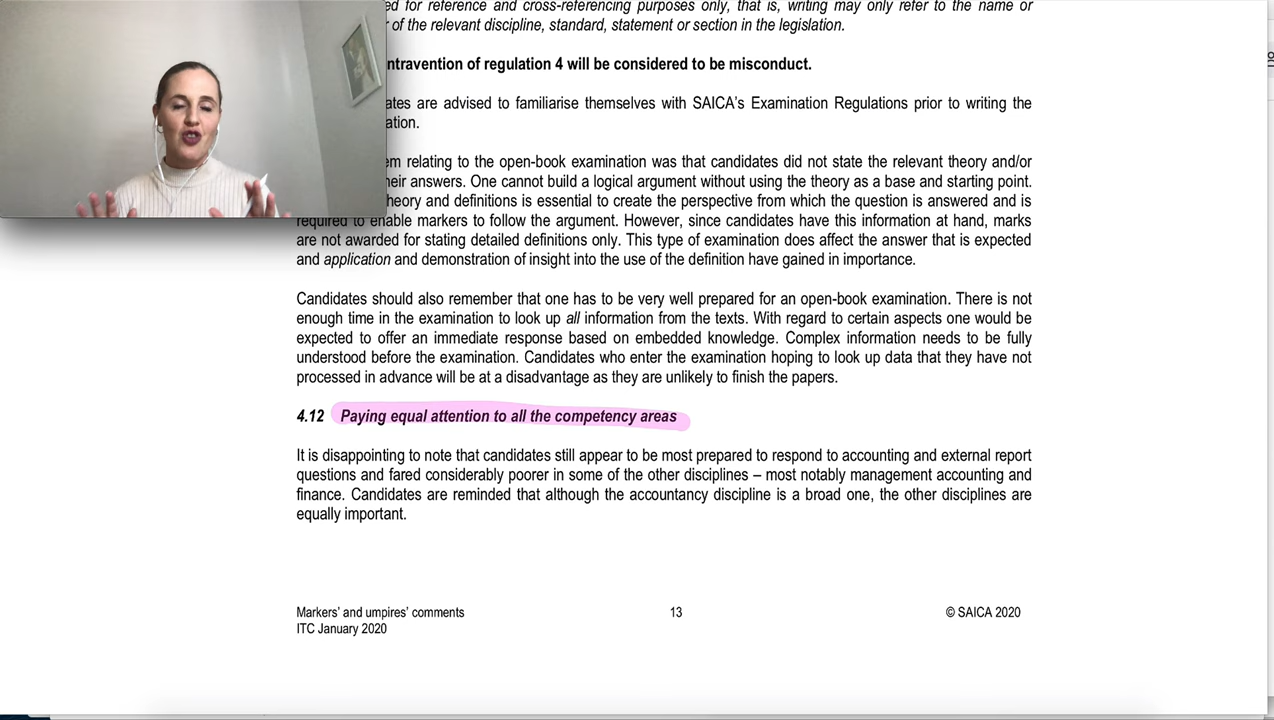 ed for reference and cross-referencing purposes only, that is, writing may only refer to the name or
r of the relevant discipline, standard, statement or section in the legislation.
ntravention of regulation 4 will be considered to be misconduct.
ates are advised to familiarise themselves with SAICA's Examination Regulations prior to writing the
ation.
em relating to the open-book examination was that candidates did not state the relevant theory and/or
heir answers. One cannot build a logical argument without using the theory as a base and starting point.
heory and definitions is essential to create the perspective from which the question is answered and is
required to enable markers to follow the argument. However, since candidates have this information at hand, marks
are not awarded for stating detailed definitions only. This type of examination does affect the answer that is expected
and application and demonstration of insight into the use of the definition have gained in importance.
Candidates should also remember that one has to be very well prepared for an open-book examination. There is not
enough time in the examination to look up all information from the texts. With regard to certain aspects one would be
expected to offer an immediate response based on embedded knowledge. Complex information needs to be fully
understood before the examination. Candidates who enter the examination hoping to look up data that they have not
processed in advance will be at a disadvantage as they are unlikely to finish the papers.
4.12 Paying equal attention to all the competency areas
It is disappointing to note that candidates still appear to be most prepared to respond to accounting and external report
questions and fared considerably poorer in some of the other disciplines – most notably management accounting and
finance. Candidates are reminded that although the accountancy discipline is a broad one, the other disciplines are
equally important.
Markers' and umpires' comments 13 © SAICA 2020
ITC January 2020